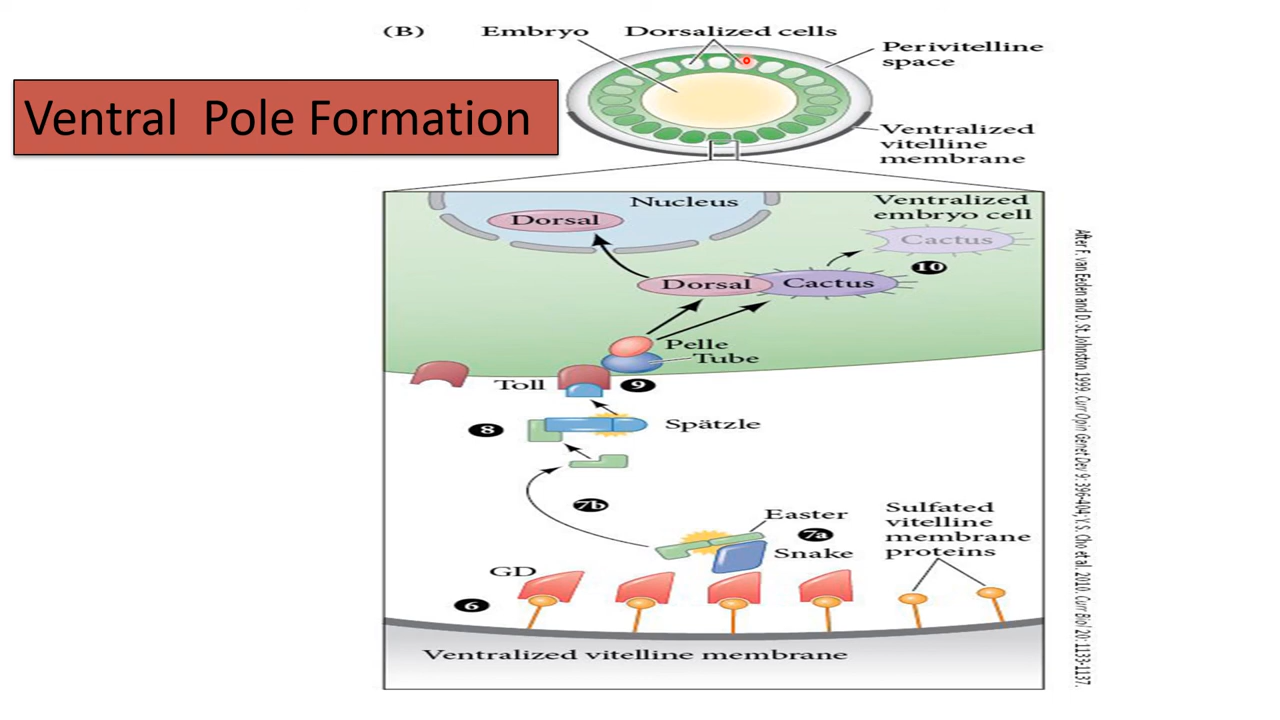 (B)
Embryo
Dorsalized cells
Perivitelline
space
Ventral Pole Formation
Ventralized
vitelline
membrane
Nucleus
Ventralized
embryo cell
Dorsal
Cactus
10
Dorsal
Cactus
Pelle
Tube
Toll
9
8
Spätzle
7b
Easter
7a
Snake
Sulfated
vitelline
membrane
proteins
GD
6
Ventralized vitelline membrane
After F. van Eeden and D. St. Johnston 1999. Curr Opin Genet Dev 9: 396-404; Y. S. Cho et al. 2010. Curr Biol 20: 1133-1137.